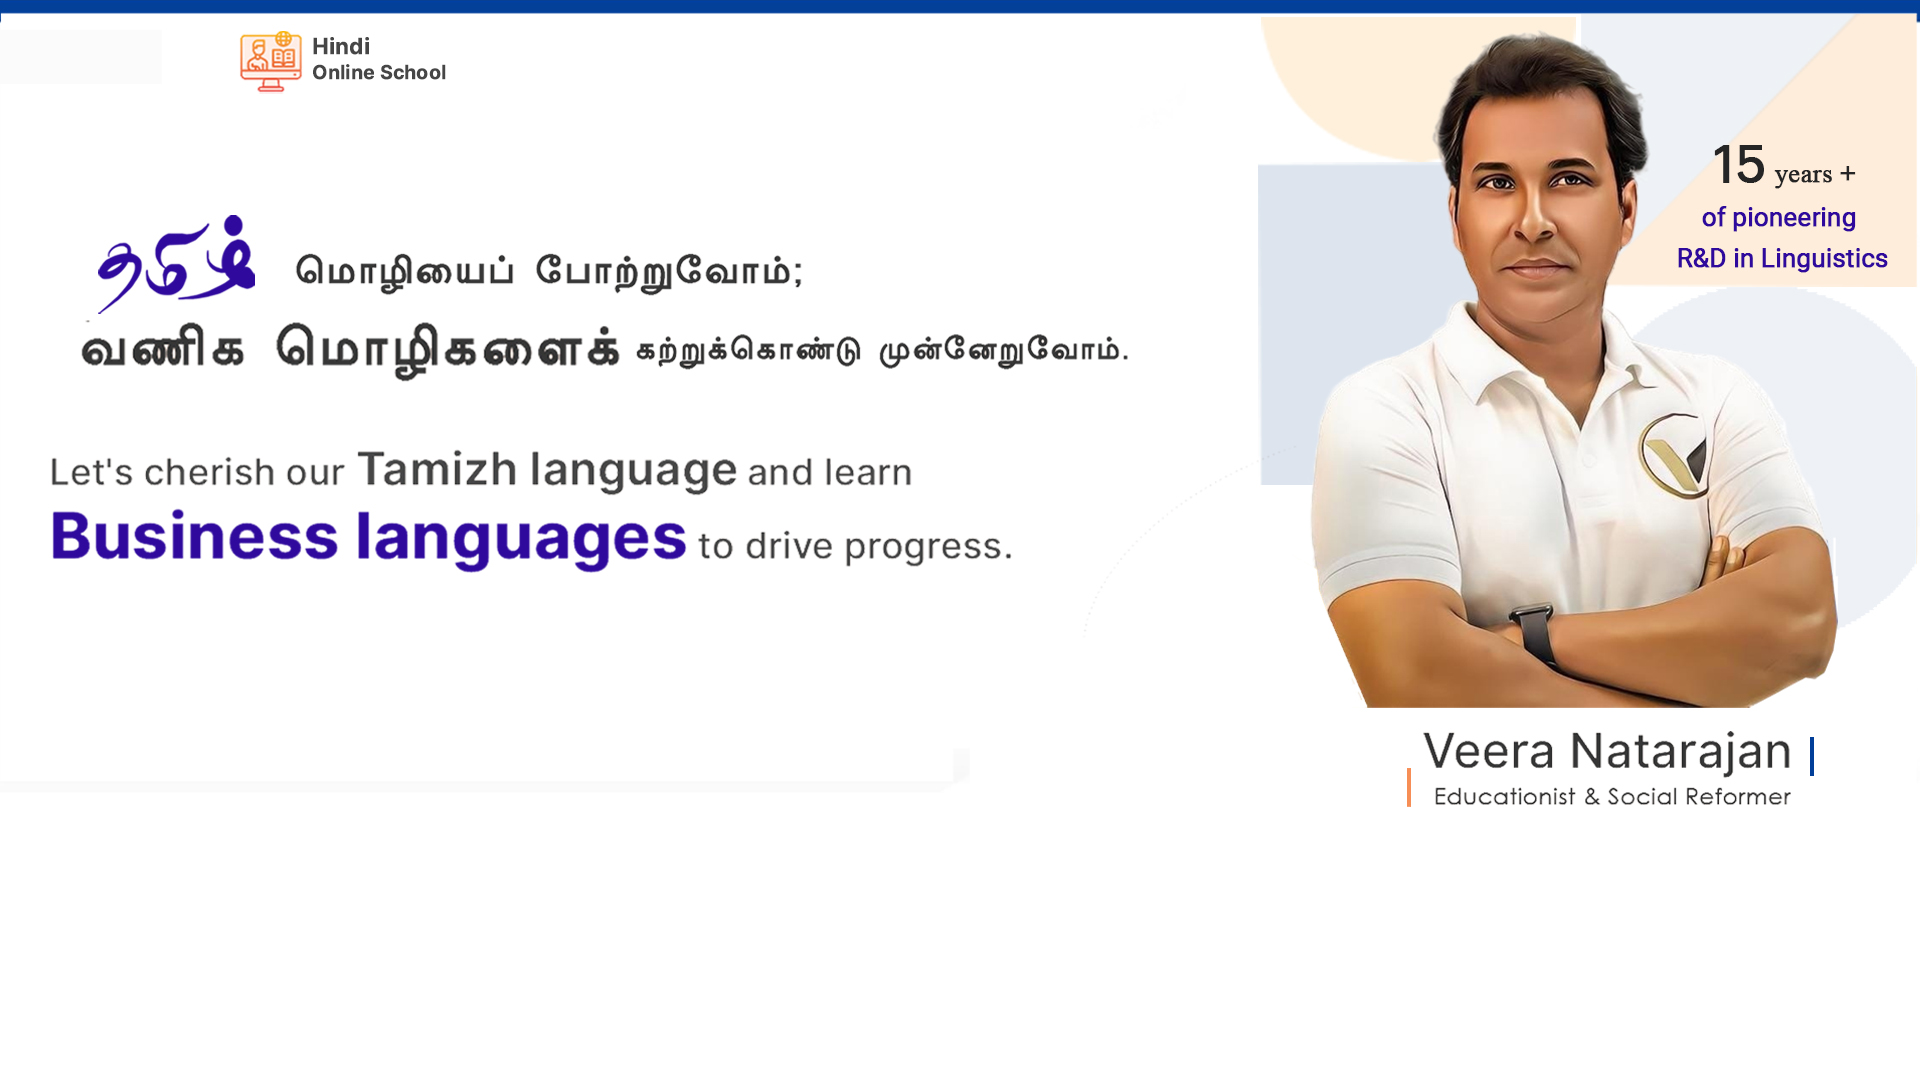 Hindi
Online School
15 years +
of pioneering
R&D in Linguistics
தமிழ் மொழியைப் போற்றுவோம்;
வணிக மொழிகளைக் கற்றுக்கொண்டு முன்னேறுவோம்.
Let's cherish our Tamizh language and learn
Business languages to drive progress.
Veera Natarajan
Educationist & Social Reformer